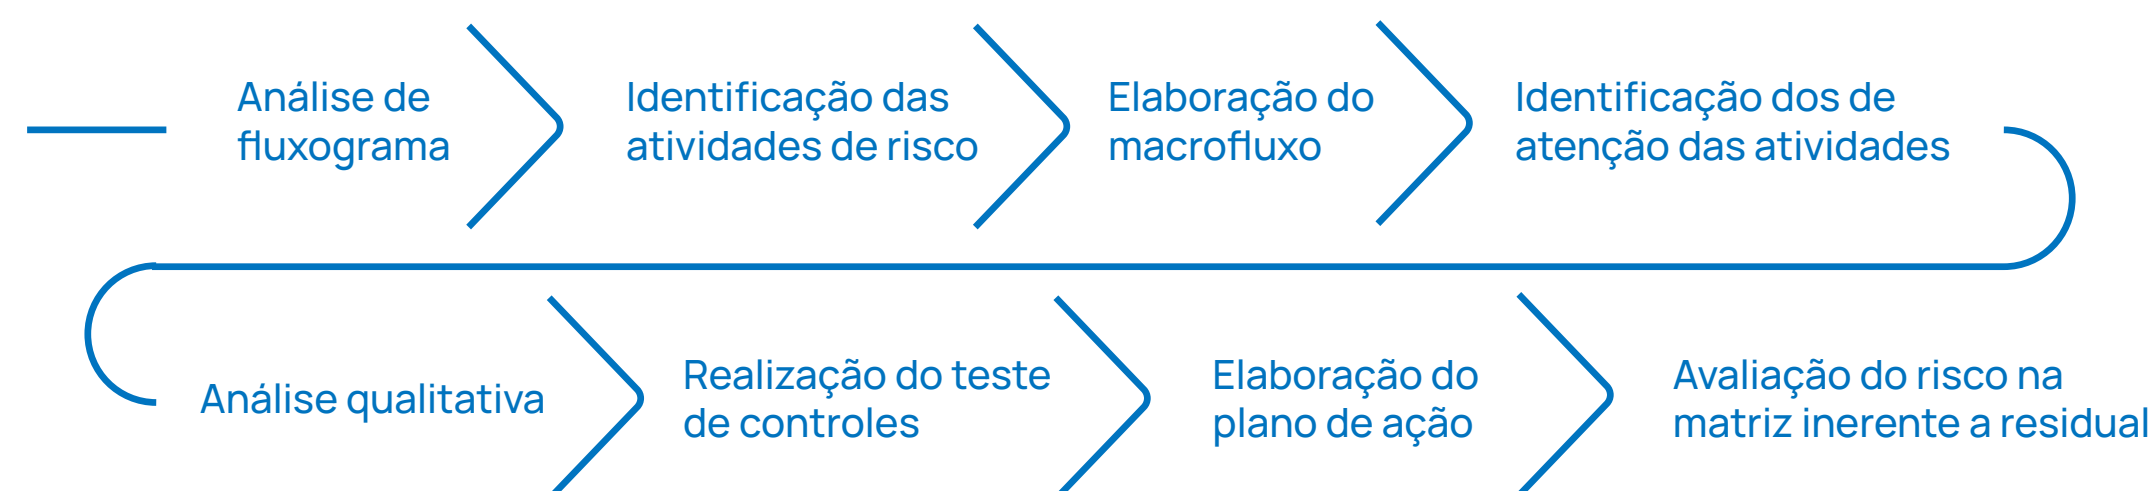 Análise de
fluxograma
Identificação das
atividades de risco
Elaboração do
macrofluxo
Identificação dos de
atenção das atividades
Análise qualitativa
Realização do teste
de controles
Elaboração do
plano de ação
Avaliação do risco na
matriz inerente a residual